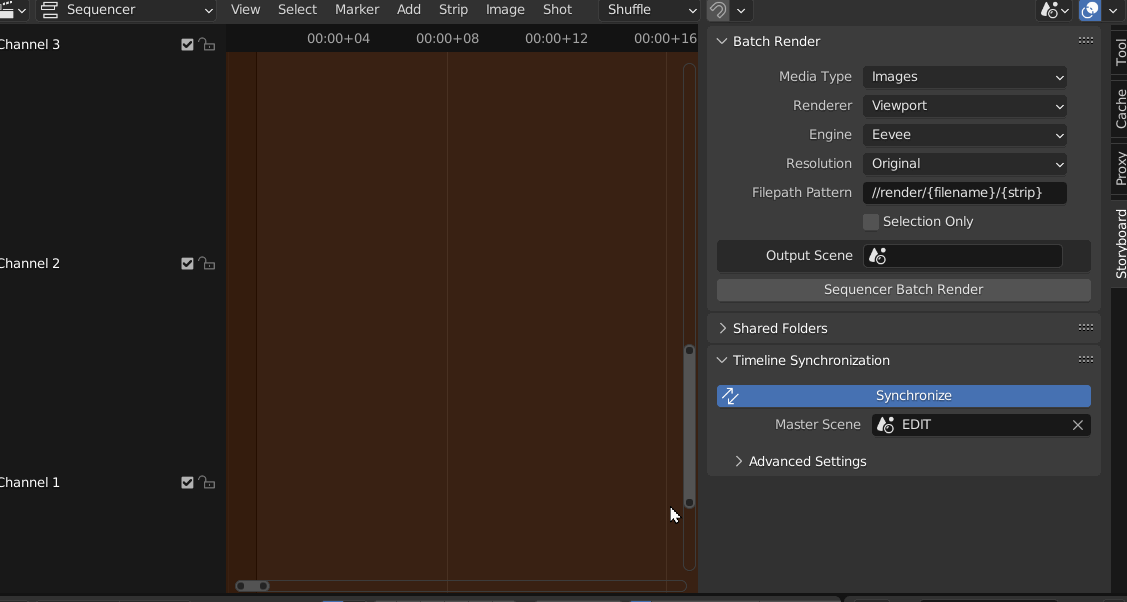 Sequencer View Select Marker Add Strip Image Shot Shuffle
Channel 3
00:00+04 00:00+08 00:00+12 00:00+16
Channel 2
Channel 1
Batch Render
Media Type Images
Renderer Viewport
Engine Eevee
Resolution Original
Filepath Pattern //render/{filename}/{strip}
Selection Only
Output Scene
Sequencer Batch Render
Shared Folders
Timeline Synchronization
Synchronize
Master Scene EDIT
Advanced Settings
Tool
Cache
Proxy
Storyboard